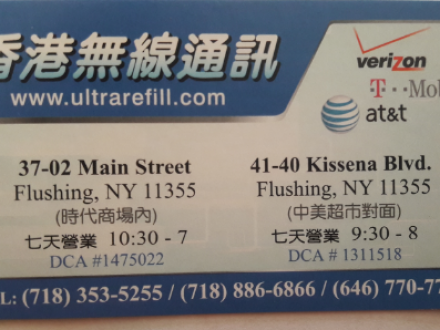 香港無線通訊
www.ultrarefill.com
verizon
T··Mob
at&t
37-02 Main Street
Flushing, NY 11355
(時代商場內)
七天營業 10:30 - 7
DCA #1475022
41-40 Kissena Blvd.
Flushing, NY 11355
(中美超市對面)
七天營業 9:30 - 8
DCA # 1311518
L: (718) 353-5255 / (718) 886-6866 / (646) 770-77